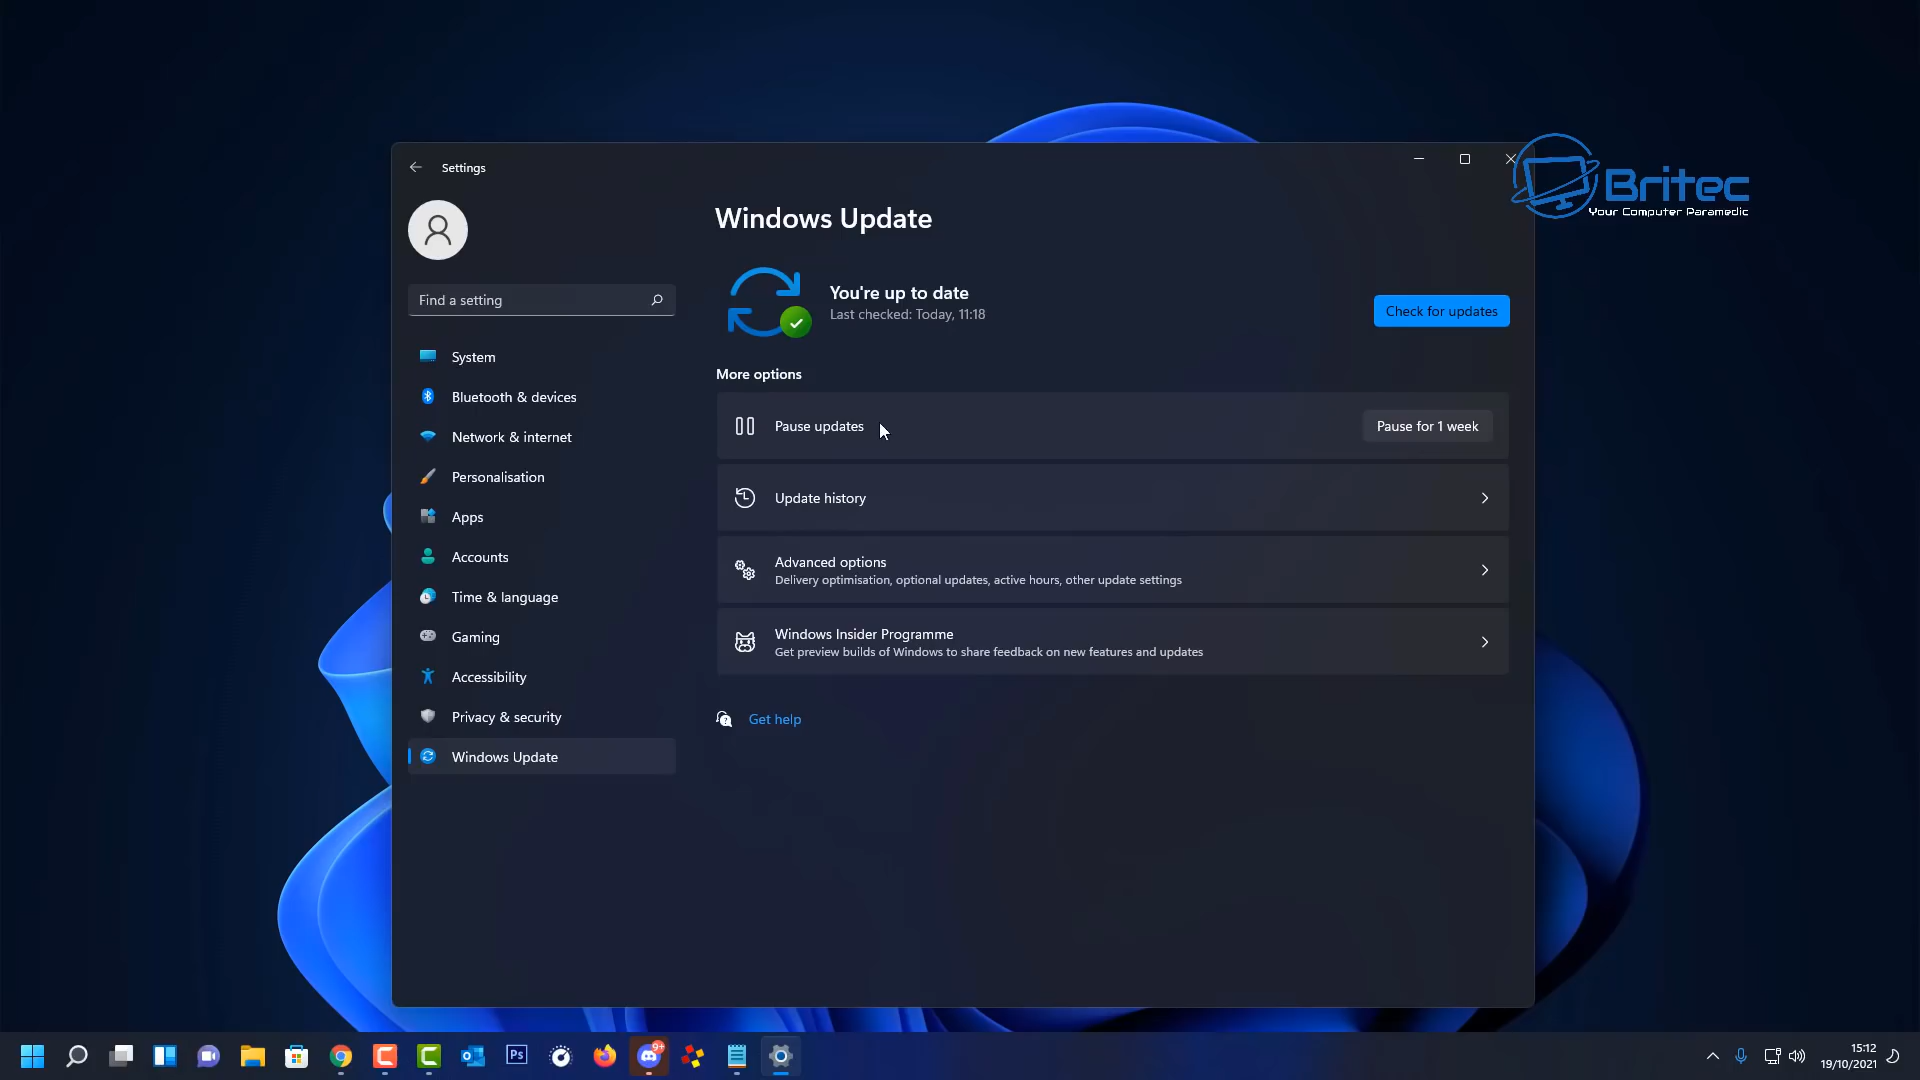 Settings
Britec
Your Computer Paramedic
Find a setting
System
Bluetooth & devices
Network & internet
Personalisation
Apps
Accounts
Time & language
Gaming
Accessibility
Privacy & security
Windows Update
Windows Update
You're up to date
Last checked: Today, 11:18
Check for updates
More options
Pause updates
Pause for 1 week
Update history
Advanced options
Delivery optimisation, optional updates, active hours, other update settings
Windows Insider Programme
Get preview builds of Windows to share feedback on new features and updates
Get help
Ps
9+
15:12
19/10/2021